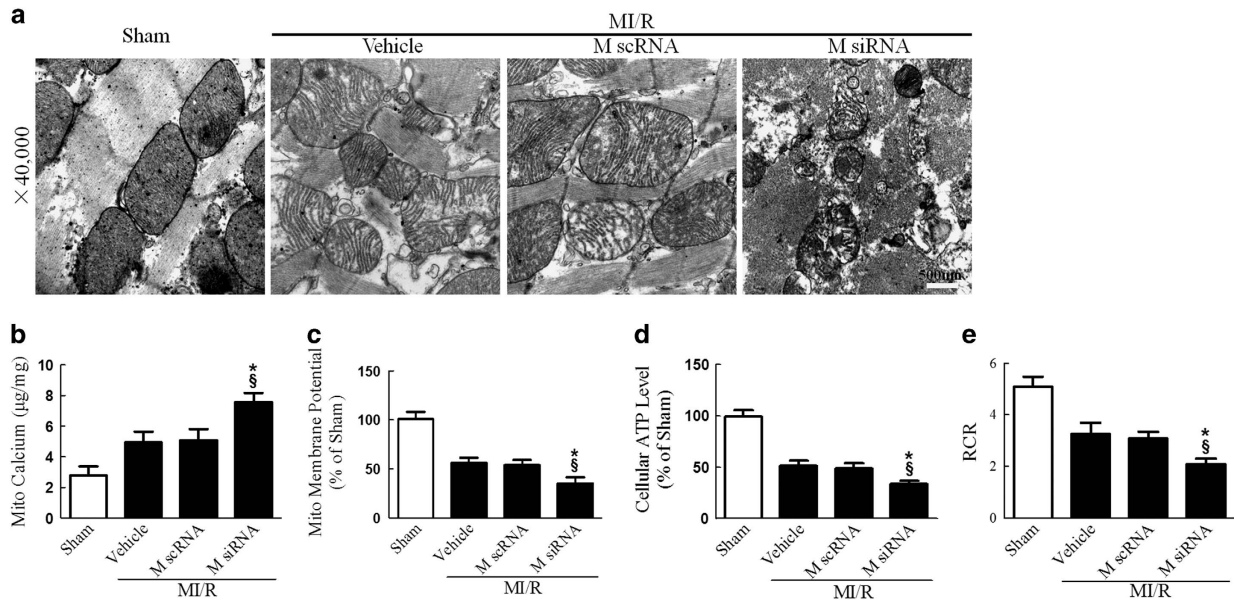 a
MI/R
Sham
Vehicle
M scRNA
M siRNA
×40,000
500nm
b
Mito Calcium (µg/mg)
10
8
6
4
2
0
*
§
Sham
Vehicle
M scRNA
M siRNA
MI/R
c
Mito Membrane Potential
(% of Sham)
150
100
50
0
*
§
Sham
Vehicle
M scRNA
M siRNA
MI/R
d
Cellular ATP Level
(% of Sham)
150
100
50
0
*
§
Sham
Vehicle
M scRNA
M siRNA
MI/R
e
RCR
6
4
2
0
*
§
Sham
Vehicle
M scRNA
M siRNA
MI/R